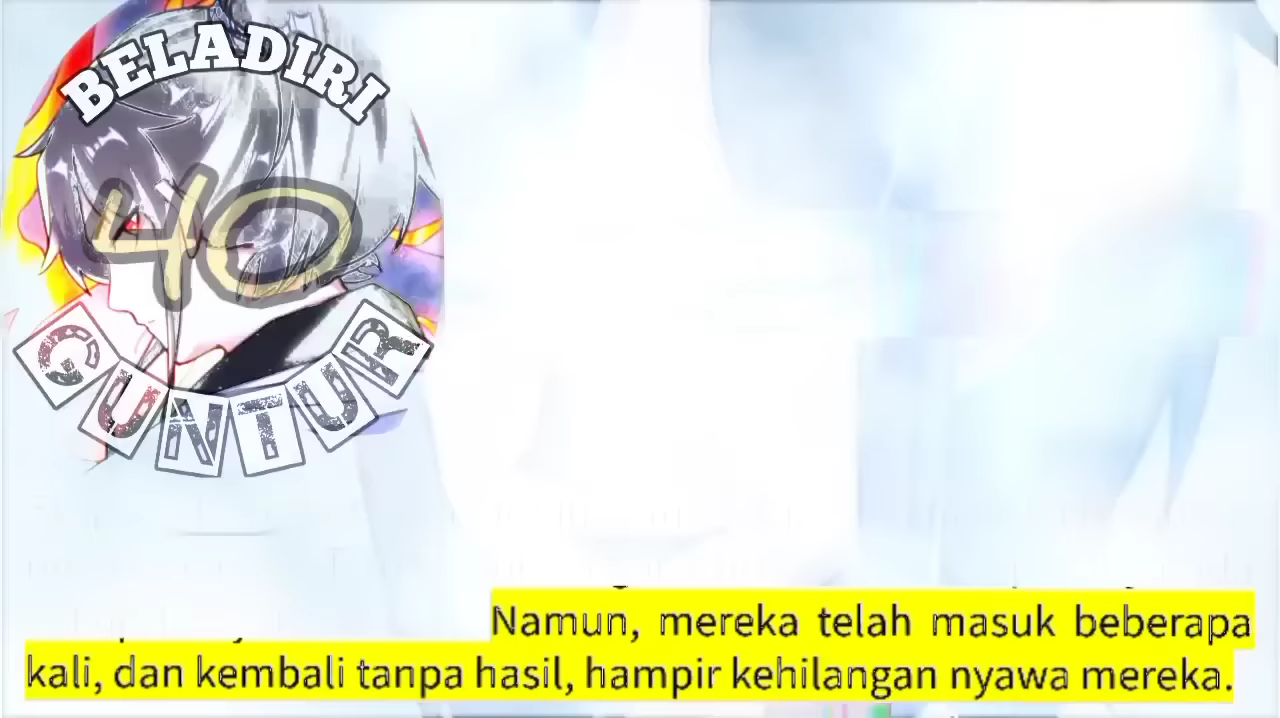 BELADIRI
40
GUNTUR
Namun, mereka telah masuk beberapa
kali, dan kembali tanpa hasil, hampir kehilangan nyawa mereka.